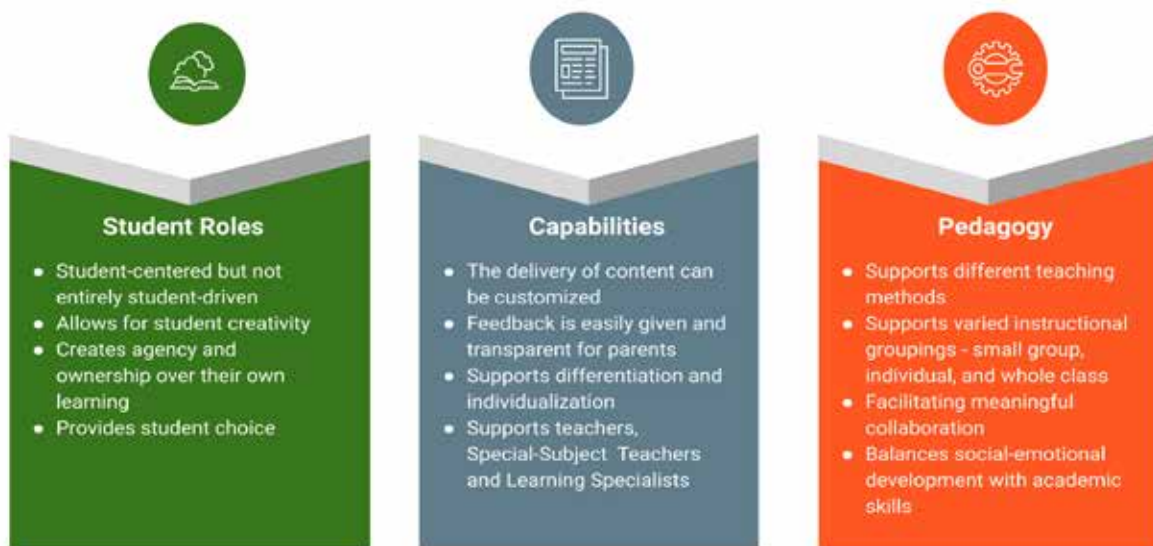 Student Roles
● Student-centered but not
entirely student-driven
● Allows for student creativity
● Creates agency and
ownership over their own
learning
● Provides student choice
Capabilities
● The delivery of content can
be customized
● Feedback is easily given and
transparent for parents
● Supports differentiation and
individualization
● Supports teachers,
Special-Subject Teachers
and Learning Specialists
Pedagogy
● Supports different teaching
methods
● Supports varied instructional
groupings - small group,
individual, and whole class
● Facilitating meaningful
collaboration
● Balances social-emotional
development with academic
skills